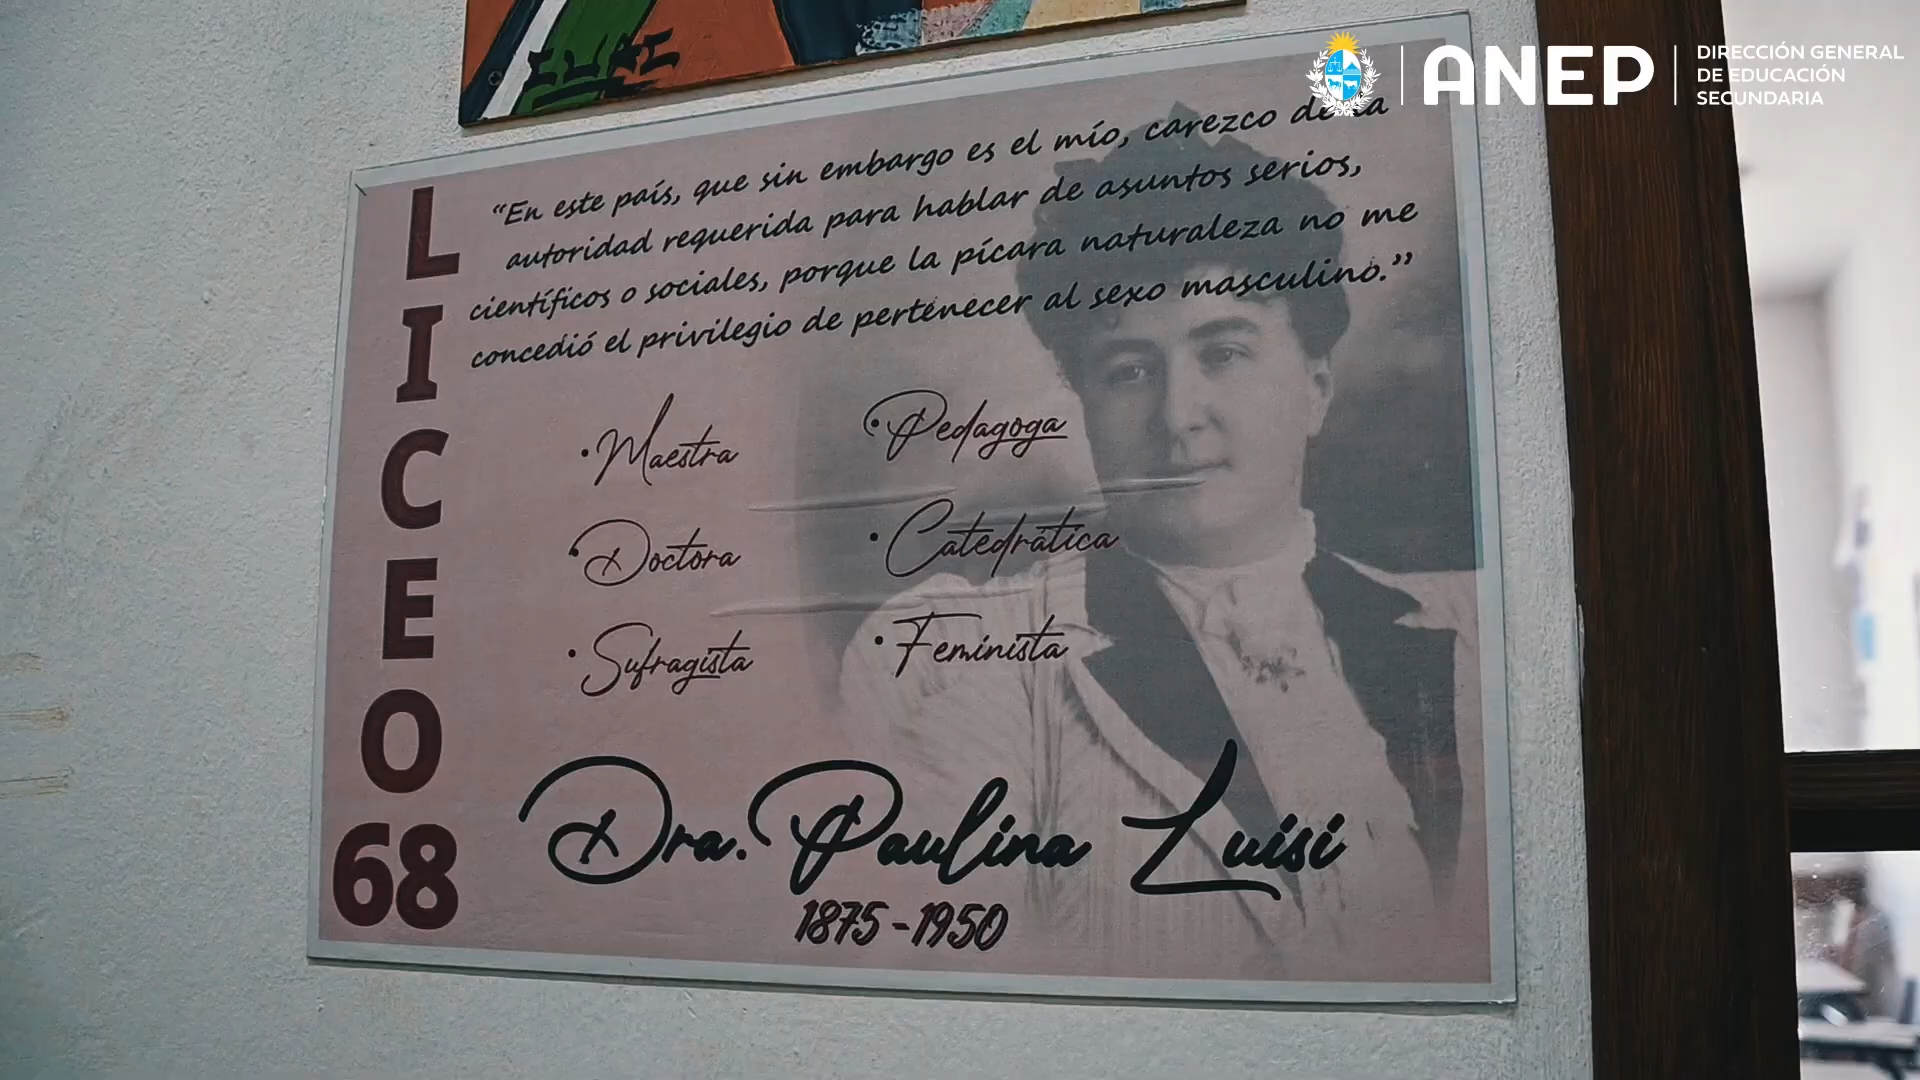 ANEP
DIRECCIÓN GENERAL
DE EDUCACIÓN
SECUNDARIA
LICEO
68
“En este país, que sin embargo es el mío, carezco de la
autoridad requerida para hablar de asuntos serios,
científicos o sociales, porque la pícara naturaleza no me
concedió el privilegio de pertenecer al sexo masculino.”
·Maestra
·Pedagoga
·Doctora
·Catedrática
·Sufragista
·Feminista
Dra. Paulina Luisi
1875-1950